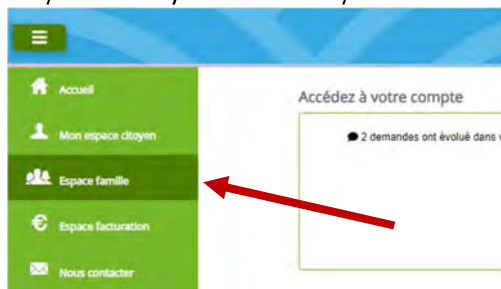 Accueil
Mon espace citoyen
Espace famille
Espace facturation
Nous contacter
Accédez à votre compte
2 demandes ont évolué dans